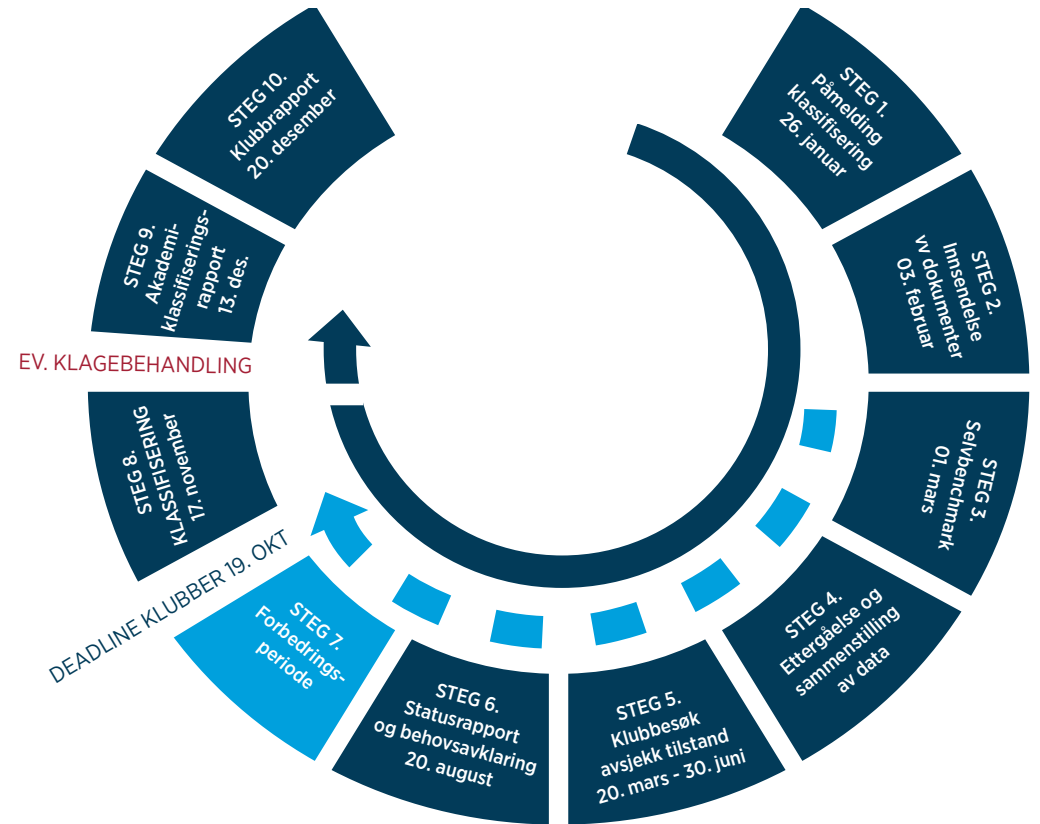 STEG 1.
Påmelding
klassifisering
26. januar
STEG 2.
Innsendelse
vv dokumenter
03. februar
STEG 3.
Selvbenchmark
01. mars
STEG 4.
Ettergåelse og
sammenstilling
av data
STEG 5.
Klubbesøk
avsjekk tilstand
20. mars - 30. juni
STEG 6.
Statusrapport
og behovsavklaring
20. august
STEG 7.
Forbedrings-
periode
DEADLINE KLUBBER 19. OKT
STEG 8.
KLASSIFISERING
17. november
EV. KLAGEBEHANDLING
STEG 9.
Akademi-
klassifiserings-
rapport
13. des.
STEG 10.
Klubbrapport
20. desember